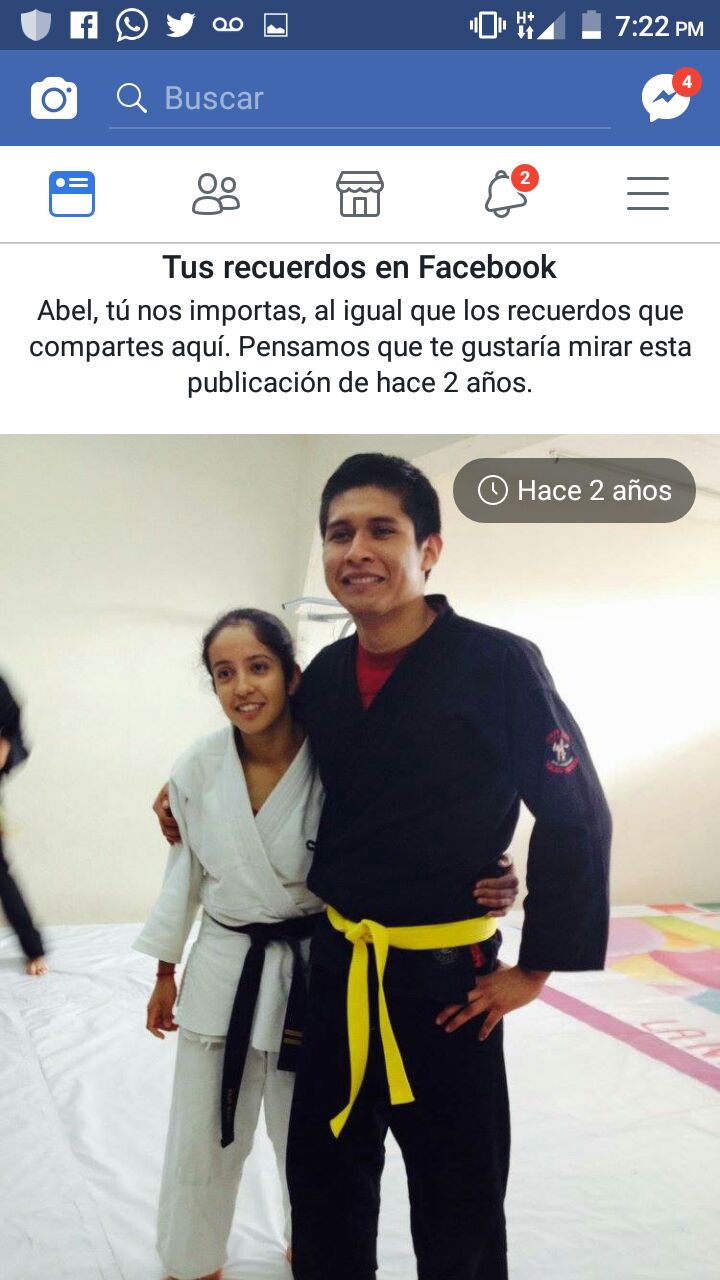 7:22 PM
H+
Buscar
4
2
Tus recuerdos en Facebook
Abel, tú nos importas, al igual que los recuerdos que
compartes aquí. Pensamos que te gustaría mirar esta
publicación de hace 2 años.
Hace 2 años